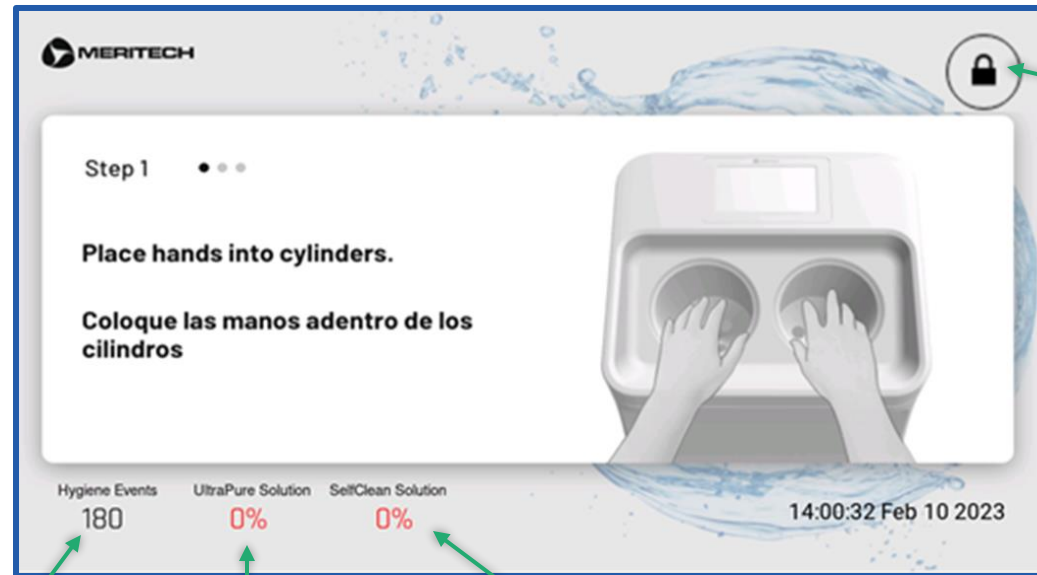 MERITECH
Step 1
Place hands into cylinders.
Coloque las manos adentro de los
cilindros
Hygiene Events UltraPure Solution SelfClean Solution
180 0% 0%
14:00:32 Feb 10 2023